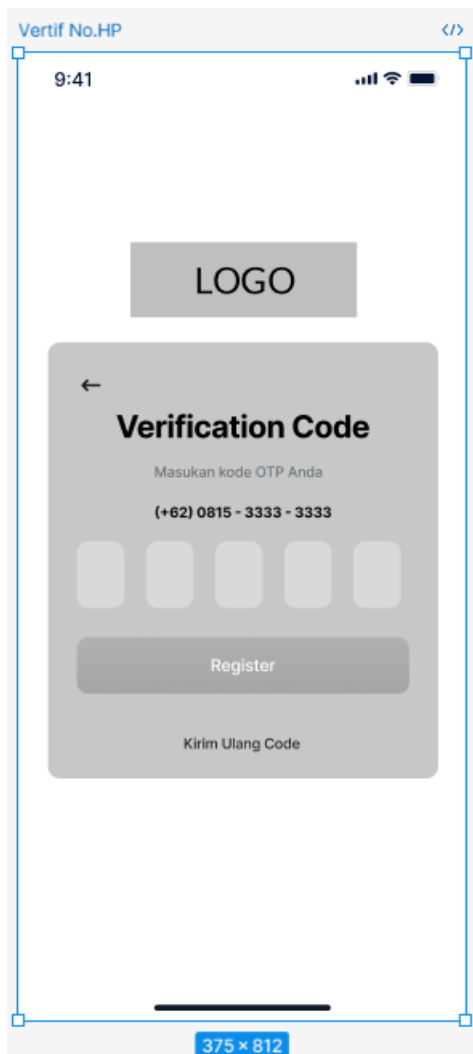 Vertif No.HP </>
9:41
LOGO
←
Verification Code
Masukan kode OTP Anda
(+62) 0815 - 3333 - 3333
Register
Kirim Ulang Code
375 × 812